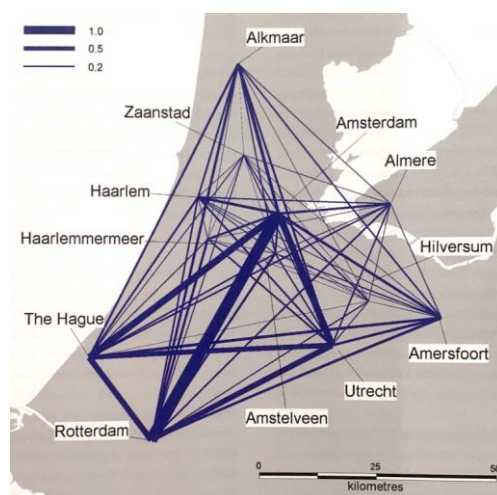 1.0
0.5
0.2
Alkmaar
Zaanstad
Amsterdam
Almere
Haarlem
Haarlemmermeer
Hilversum
The Hague
Amersfoort
Utrecht
Rotterdam
Amstelveen
0 25 50
kilometres